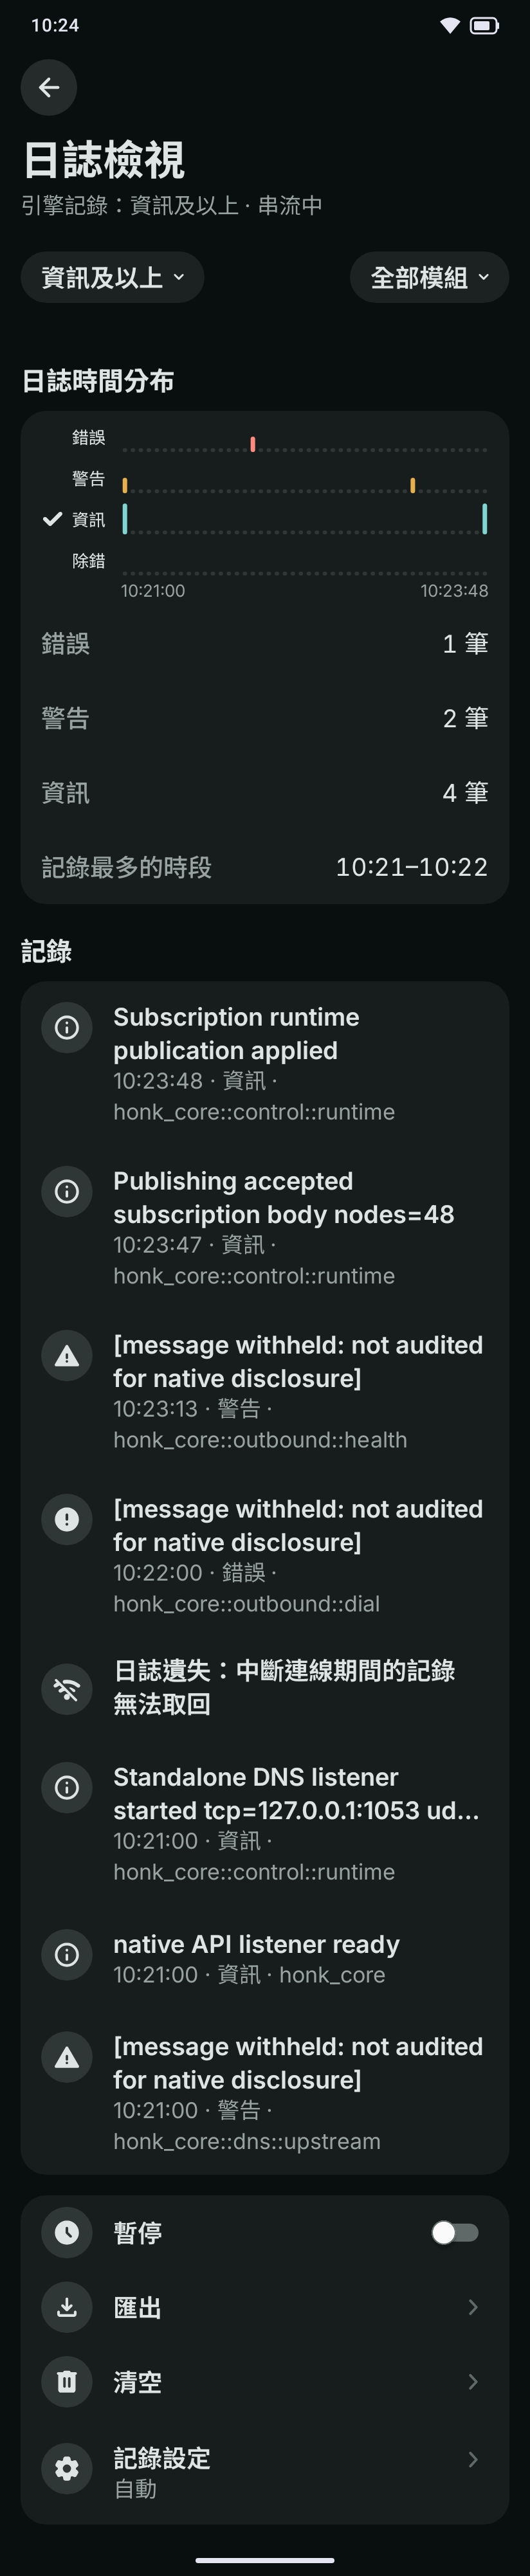 10:24
日誌檢視
引擎記錄：資訊及以上 · 串流中
資訊及以上
全部模組
日誌時間分布
錯誤
警告
資訊
除錯
10:21:00
10:23:48
錯誤
1 筆
警告
2 筆
資訊
4 筆
記錄最多的時段
10:21–10:22
記錄
Subscription runtime
publication applied
10:23:48 · 資訊 ·
honk_core::control::runtime
Publishing accepted
subscription body nodes=48
10:23:47 · 資訊 ·
honk_core::control::runtime
[message withheld: not audited
for native disclosure]
10:23:13 · 警告 ·
honk_core::outbound::health
[message withheld: not audited
for native disclosure]
10:22:00 · 錯誤 ·
honk_core::outbound::dial
日誌遺失：中斷連線期間的記錄
無法取回
Standalone DNS listener
started tcp=127.0.0.1:1053 ud...
10:21:00 · 資訊 ·
honk_core::control::runtime
native API listener ready
10:21:00 · 資訊 · honk_core
[message withheld: not audited
for native disclosure]
10:21:00 · 警告 ·
honk_core::dns::upstream
暫停
匯出
清空
記錄設定
自動